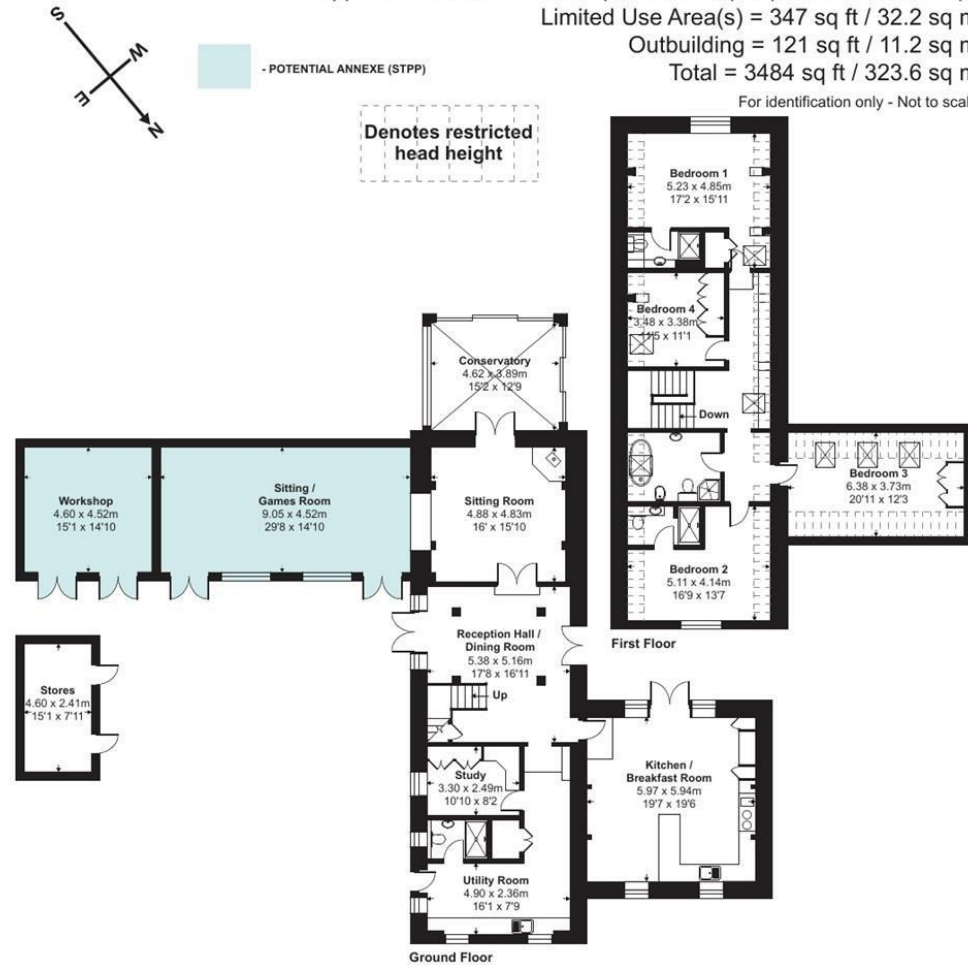 Limited Use Area(s) = 347 sq ft / 32.2 sq m
Outbuilding = 121 sq ft / 11.2 sq m
Total = 3484 sq ft / 323.6 sq m
For identification only - Not to scal
S
W
E
N
- POTENTIAL ANNEXE (STPP)
Denotes restricted
head height
Bedroom 1
5.23 x 4.85m
17'2 x 15'11
Bedroom 4
3.48 x 3.38m
11'5 x 11'1
Down
Bedroom 3
6.38 x 3.73m
20'11 x 12'3
Bedroom 2
5.11 x 4.14m
16'9 x 13'7
First Floor
Conservatory
4.62 x 3.89m
15'2 x 12'9
Workshop
4.60 x 4.52m
15'1 x 14'10
Sitting /
Games Room
9.05 x 4.52m
29'8 x 14'10
Sitting Room
4.88 x 4.83m
16' x 15'10
Reception Hall /
Dining Room
5.38 x 5.16m
17'8 x 16'11
Up
Stores
4.60 x 2.41m
15'1 x 7'11
Study
3.30 x 2.49m
10'10 x 8'2
Kitchen /
Breakfast Room
5.97 x 5.94m
19'7 x 19'6
Utility Room
4.90 x 2.36m
16'1 x 7'9
Ground Floor